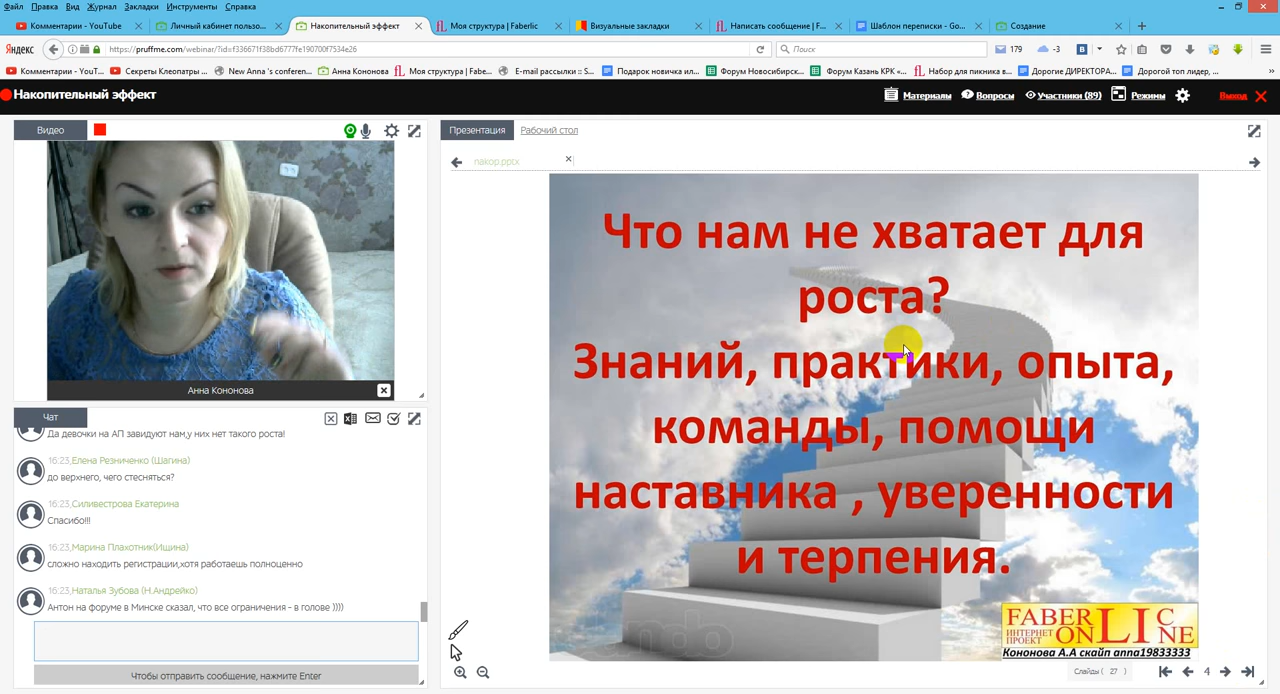 Файл Правка Вид Журнал Закладки Инструменты Справка
Комментарии - YouTube
Личный кабинет пользо...
Накопительный эффект
Моя структура | Faberlic
Визуальные закладки
Написать сообщение | F...
Шаблон переписки - Go...
Создание
Яндекс
https://pruffme.com/webinar/?id=f336671f38bd6777fe190700f7534e26
Поиск
179
-3
Комментарии - YouT...
Секреты Клеопатры ...
New Anna 's conferen...
Анна Кононова
Моя структура | Fabe...
E-mail рассылки :: S...
Подарок новичка ил...
Форум Новосибирс...
Форум Казань КРК «...
Набор для пикника в...
Дорогие ДИРЕКТОРА...
Дорогой топ лидер, ...
Накопительный эффект
Материалы
Вопросы
Участники (89)
Режимы
Выход
Видео
Анна Кононова
Чат
Да девочки на АП завидуют нам,у них нет такого роста!
16:23,Елена Резниченко (Шагина)
до верхнего, чего стесняться?
16:23,Силивестрова Екатерина
Спасибо!!!
16:23,Марина Плахотник(Ищина)
сложно находить регистрации,хотя работаешь полноценно
16:23,Наталья Зубова (Н.Андрейко)
Антон на форуме в Минске сказал, что все ограничения - в голове ))))
Чтобы отправить сообщение, нажмите Enter
Презентация
Рабочий стол
nakop.pptx
Что нам не хватает для
роста?
Знаний, практики, опыта,
команды, помощи
наставника , уверенности
и терпения.
FABERLIC
ИНТЕРНЕТ
ПРОЕКТ
ONLINE
Кононова А.А скайп anna19833333
Слайды ( 27 )
4